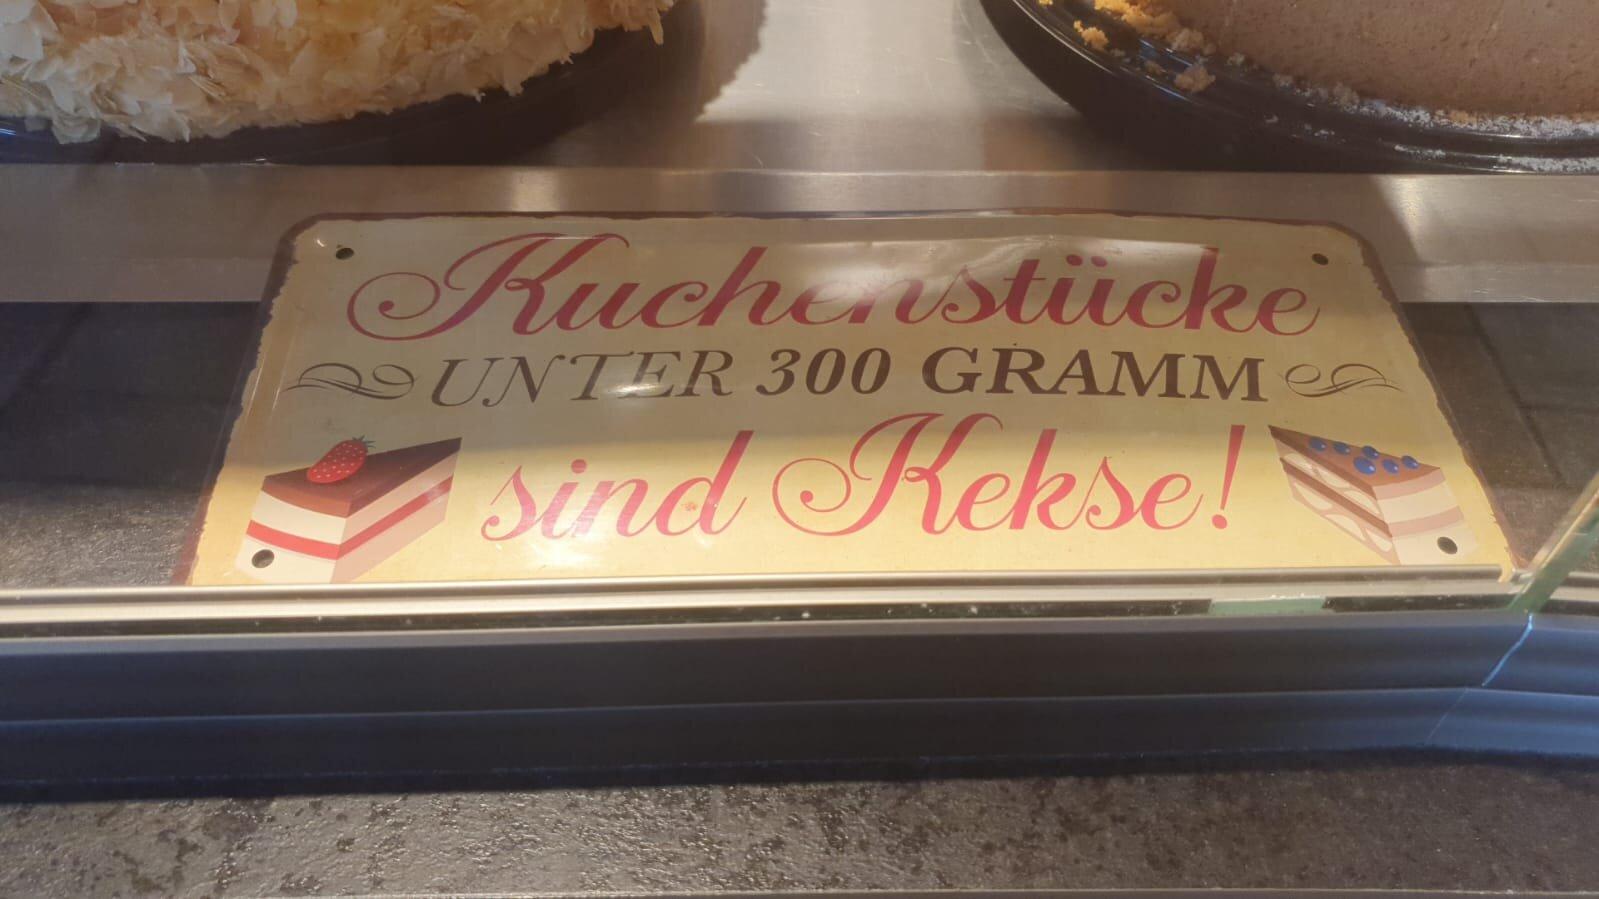 Kuchenstücke
UNTER 300 GRAMM
sind Kekse!